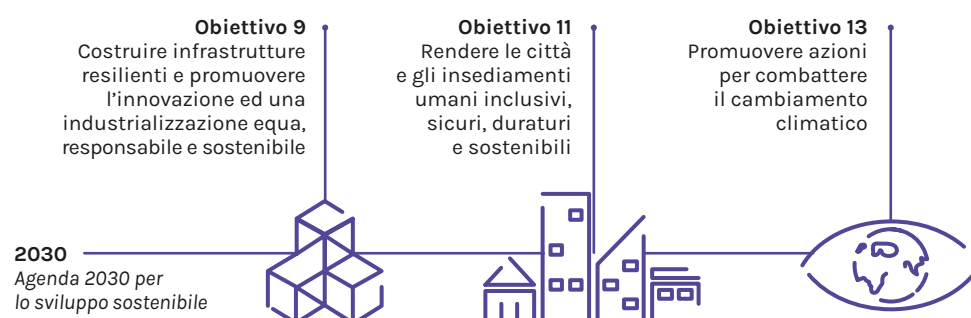 Obiettivo 9
Costruire infrastrutture
resilienti e promuovere
l'innovazione ed una
industrializzazione equa,
responsabile e sostenibile
Obiettivo 11
Rendere le città
e gli insediamenti
umani inclusivi,
sicuri, duraturi
e sostenibili
Obiettivo 13
Promuovere azioni
per combattere
il cambiamento
climatico
2030
Agenda 2030 per
lo sviluppo sostenibile